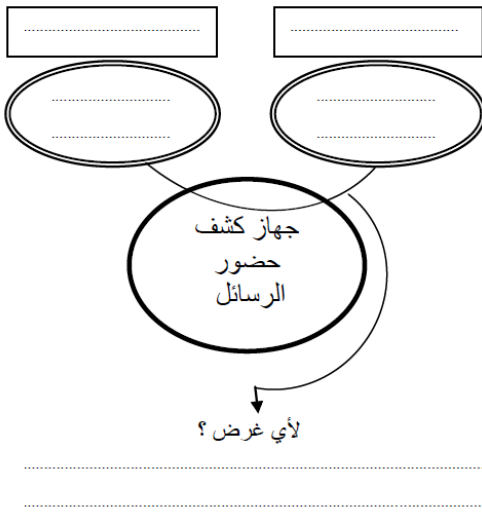 جهاز كشف
حضور
الرسائل
لأي غرض ؟